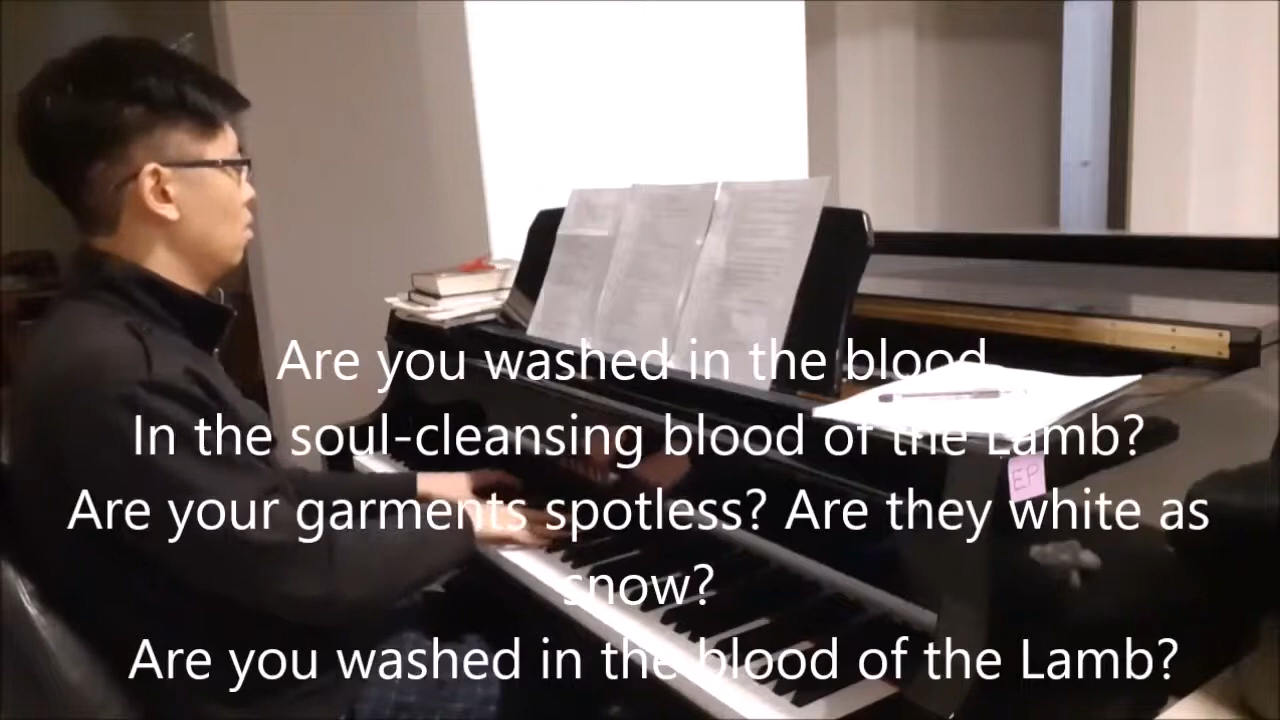 Are you washed in the blood
In the soul-cleansing blood of the Lamb?
Are your garments spotless? Are they white as
snow?
Are you washed in the blood of the Lamb?
EP